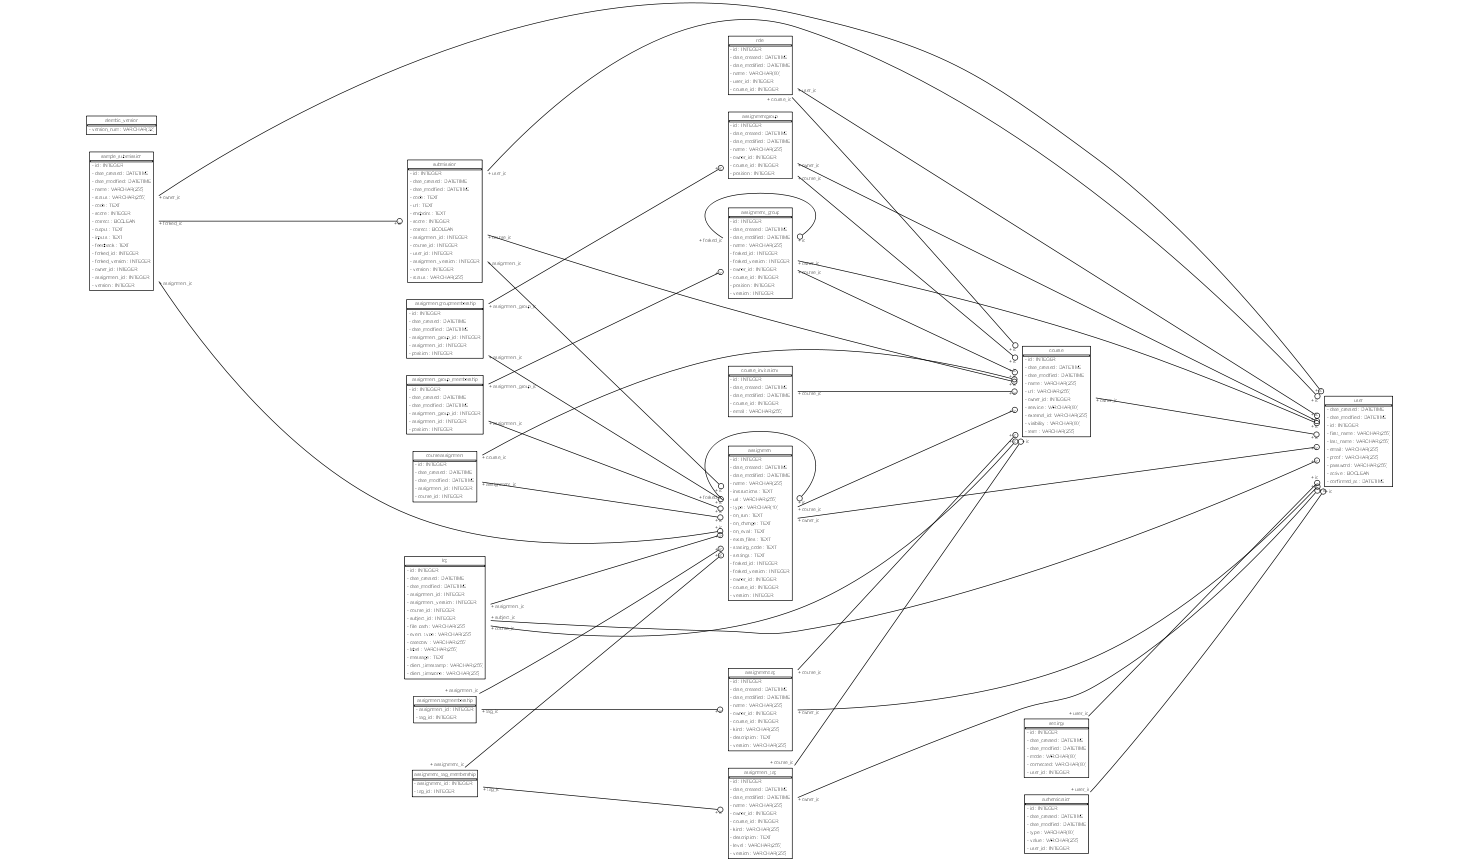 alembic_version
- version_num : VARCHAR(32)
sample_submission
- id : INTEGER
- date_created : DATETIME
- date_modified : DATETIME
- name : VARCHAR(255)
- status : VARCHAR(255)
- code : TEXT
- score : INTEGER
- correct : BOOLEAN
- output : TEXT
- inputs : TEXT
- feedback : TEXT
- forked_id : INTEGER
- forked_version : INTEGER
- owner_id : INTEGER
- assignment_id : INTEGER
- version : INTEGER
+ owner_id
+ forked_id
+ assignment_id
submission
- id : INTEGER
- date_created : DATETIME
- date_modified : DATETIME
- code : TEXT
- url : TEXT
- endpoint : TEXT
- score : INTEGER
- correct : BOOLEAN
- assignment_id : INTEGER
- course_id : INTEGER
- user_id : INTEGER
- assignment_version : INTEGER
- version : INTEGER
- status : VARCHAR(255)
+ user_id
+ course_id
+ assignment_id
assignmentgroupmembership
- id : INTEGER
- date_created : DATETIME
- date_modified : DATETIME
- assignment_group_id : INTEGER
- assignment_id : INTEGER
- position : INTEGER
+ assignment_group_id
+ assignment_id
assignment_group_membership
- id : INTEGER
- date_created : DATETIME
- date_modified : DATETIME
- assignment_group_id : INTEGER
- assignment_id : INTEGER
- position : INTEGER
+ assignment_group_id
+ assignment_id
courseassignment
- id : INTEGER
- date_created : DATETIME
- date_modified : DATETIME
- assignment_id : INTEGER
- course_id : INTEGER
+ course_id
+ assignment_id
log
- id : INTEGER
- date_created : DATETIME
- date_modified : DATETIME
- assignment_id : INTEGER
- assignment_version : INTEGER
- course_id : INTEGER
- subject_id : INTEGER
- file_path : VARCHAR(255)
- event_type : VARCHAR(255)
- category : VARCHAR(255)
- label : VARCHAR(255)
- message : TEXT
- client_timestamp : VARCHAR(255)
- client_timezone : VARCHAR(255)
+ assignment_id
+ subject_id
+ course_id
+ assignment_id
assignmenttagmembership
- assignment_id : INTEGER
- tag_id : INTEGER
+ tag_id
+ assignment_id
assignment_tag_membership
- assignment_id : INTEGER
- tag_id : INTEGER
+ tag_id
role
- id : INTEGER
- date_created : DATETIME
- date_modified : DATETIME
- name : VARCHAR(80)
- user_id : INTEGER
- course_id : INTEGER
+ user_id
+ course_id
assignmentgroup
- id : INTEGER
- date_created : DATETIME
- date_modified : DATETIME
- name : VARCHAR(255)
- owner_id : INTEGER
- course_id : INTEGER
- position : INTEGER
+ owner_id
+ course_id
assignment_group
- id : INTEGER
- date_created : DATETIME
- date_modified : DATETIME
- name : VARCHAR(255)
- forked_id : INTEGER
- forked_version : INTEGER
- owner_id : INTEGER
- course_id : INTEGER
- position : INTEGER
- version : INTEGER
+ forked_id
+ id
+ owner_id
+ course_id
course_invitations
- id : INTEGER
- date_created : DATETIME
- date_modified : DATETIME
- course_id : INTEGER
- email : VARCHAR(255)
+ course_id
assignment
- id : INTEGER
- date_created : DATETIME
- date_modified : DATETIME
- name : VARCHAR(255)
- instructions : TEXT
- url : VARCHAR(255)
- type : VARCHAR(10)
- on_run : TEXT
- on_change : TEXT
- on_eval : TEXT
- extra_files : TEXT
- starting_code : TEXT
- settings : TEXT
- forked_id : INTEGER
- forked_version : INTEGER
- owner_id : INTEGER
- course_id : INTEGER
- version : INTEGER
+ forked_id
+ course_id
+ owner_id
assignmenttag
- id : INTEGER
- date_created : DATETIME
- date_modified : DATETIME
- name : VARCHAR(255)
- owner_id : INTEGER
- course_id : INTEGER
- kind : VARCHAR(255)
- description : TEXT
- version : INTEGER
+ course_id
+ owner_id
+ course_id
assignment_tag
- id : INTEGER
- date_created : DATETIME
- date_modified : DATETIME
- name : VARCHAR(255)
- owner_id : INTEGER
- course_id : INTEGER
- kind : VARCHAR(255)
- description : TEXT
- level : VARCHAR(255)
- version : INTEGER
+ owner_id
course
- id : INTEGER
- date_created : DATETIME
- date_modified : DATETIME
- name : VARCHAR(255)
- url : VARCHAR(255)
- owner_id : INTEGER
- service : VARCHAR(80)
- external_id : VARCHAR(255)
- visibility : VARCHAR(80)
- term : VARCHAR(255)
+ owner_id
settings
- id : INTEGER
- date_created : DATETIME
- date_modified : DATETIME
- mode : VARCHAR(80)
- connected : VARCHAR(80)
- user_id : INTEGER
+ user_id
authentication
- id : INTEGER
- date_created : DATETIME
- date_modified : DATETIME
- type : VARCHAR(80)
- value : VARCHAR(255)
- user_id : INTEGER
+ user_id
user
- date_created : DATETIME
- date_modified : DATETIME
- id : INTEGER
- first_name : VARCHAR(255)
- last_name : VARCHAR(255)
- email : VARCHAR(255)
- proof : VARCHAR(255)
- password : VARCHAR(255)
- active : BOOLEAN
- confirmed_at : DATETIME